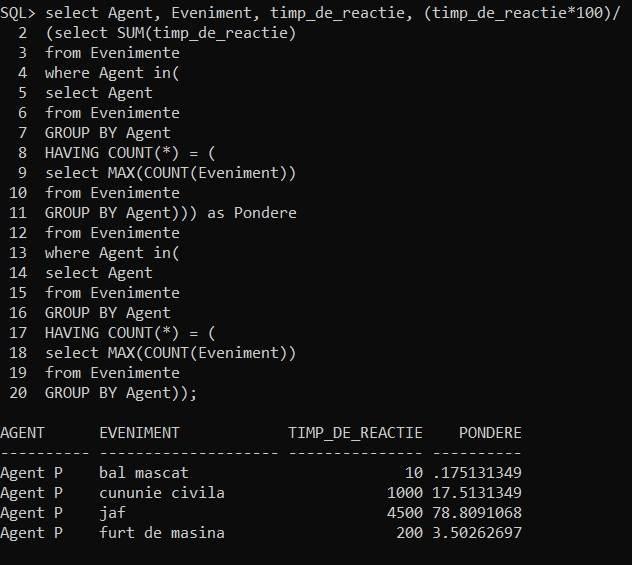 SQL> select Agent, Eveniment, timp_de_reactie, (timp_de_reactie*100)/
  2  (select SUM(timp_de_reactie)
  3  from Evenimente
  4  where Agent in(
  5  select Agent
  6  from Evenimente
  7  GROUP BY Agent
  8  HAVING COUNT(*) = (
  9  select MAX(COUNT(Eveniment))
 10  from Evenimente
 11  GROUP BY Agent))) as Pondere
 12  from Evenimente
 13  where Agent in(
 14  select Agent
 15  from Evenimente
 16  GROUP BY Agent
 17  HAVING COUNT(*) = (
 18  select MAX(COUNT(Eveniment))
 19  from Evenimente
 20  GROUP BY Agent));
AGENT      EVENIMENT            TIMP_DE_REACTIE    PONDERE
---------- -------------------- --------------- ----------
Agent P    bal mascat                        10 .175131349
Agent P    cununie civila                  1000 17.5131349
Agent P    jaf                             4500 78.8091068
Agent P    furt de masina                   200 3.50262697